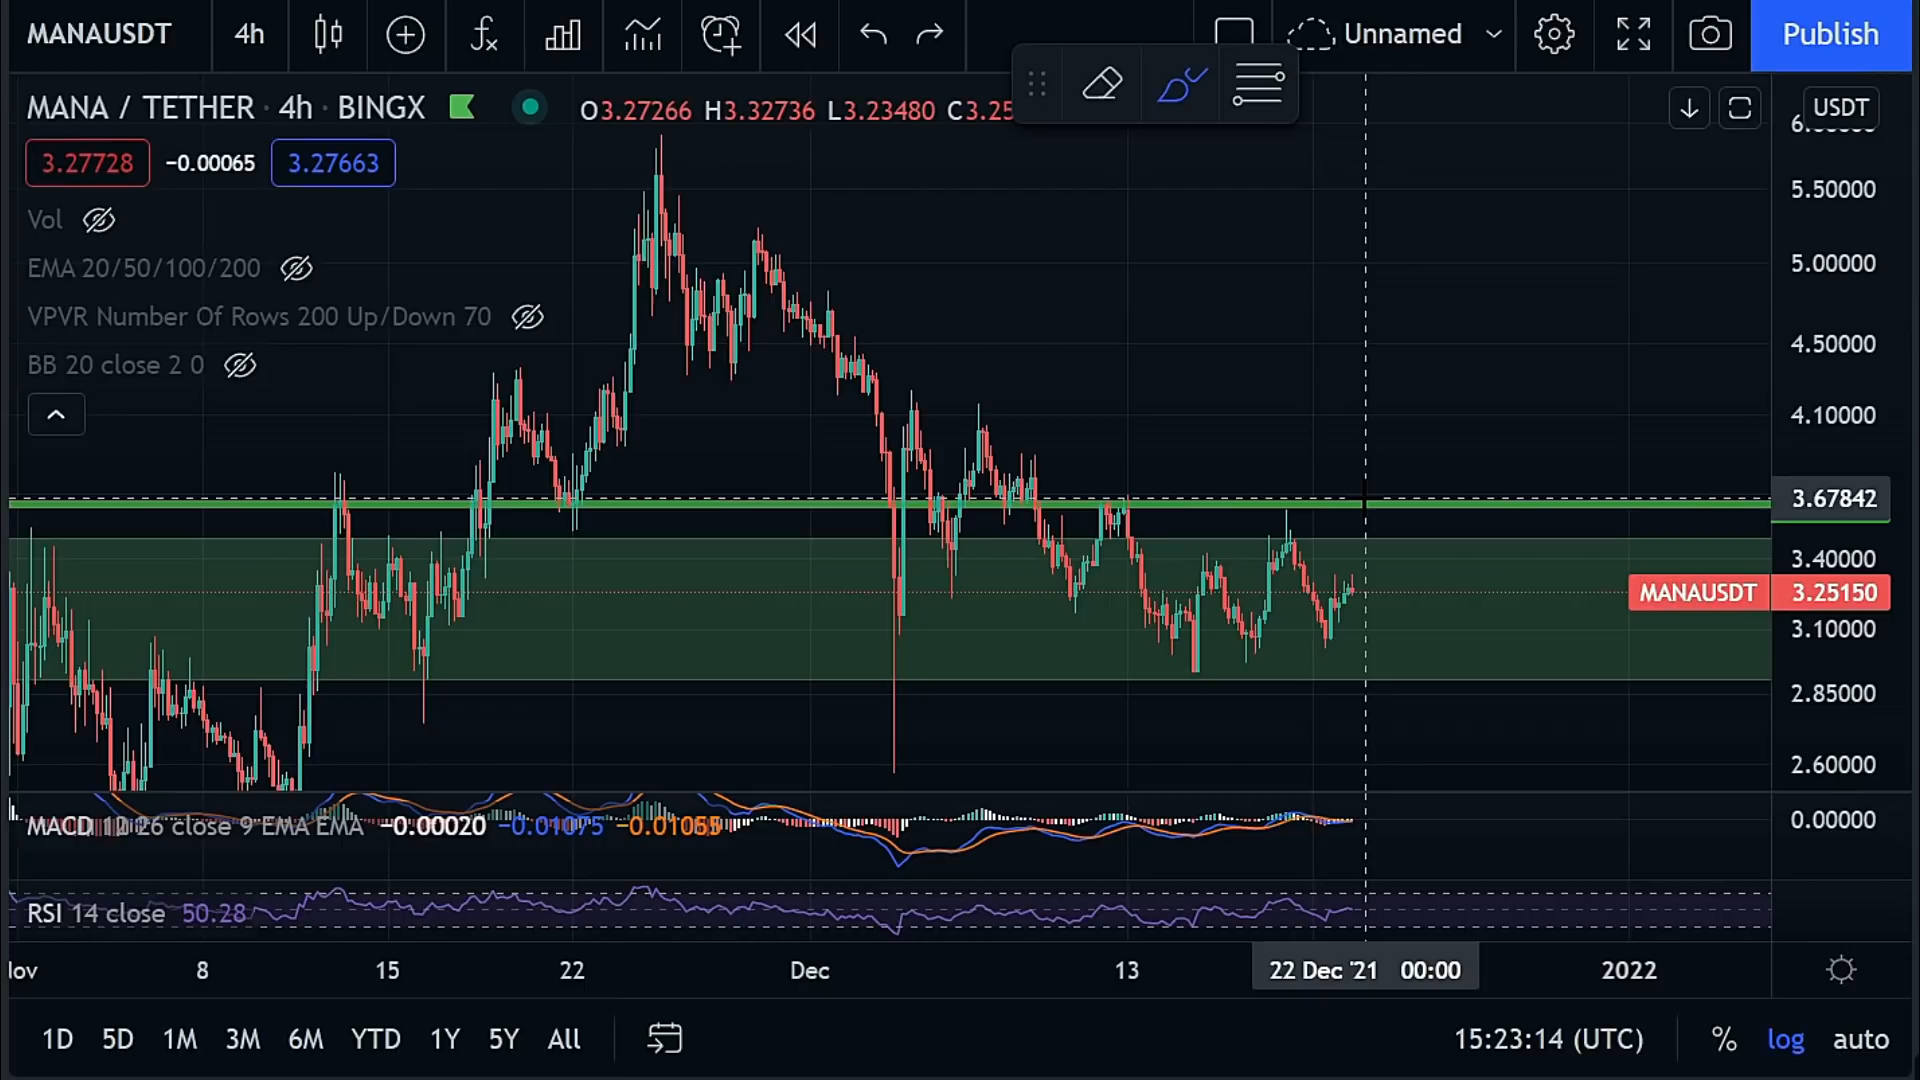 MANAUSDT 4h Unnamed Publish
MANA / TETHER · 4h · BINGX O3.27266 H3.32736 L3.23480 C3.25 USDT
3.27728 −0.00065 3.27663
Vol
EMA 20/50/100/200
VPVR Number Of Rows 200 Up/Down 70
BB 20 close 2 0
5.50000
5.00000
4.50000
4.10000
3.67842
3.40000
MANAUSDT 3.25150
3.10000
2.85000
2.60000
MACD 12 26 close 9 EMA EMA −0.00020 −0.01075 −0.01055 0.00000
RSI 14 close 50.28
8 15 22 Dec 13 22 Dec '21 00:00 2022
1D 5D 1M 3M 6M YTD 1Y 5Y All 15:23:14 (UTC) % log auto